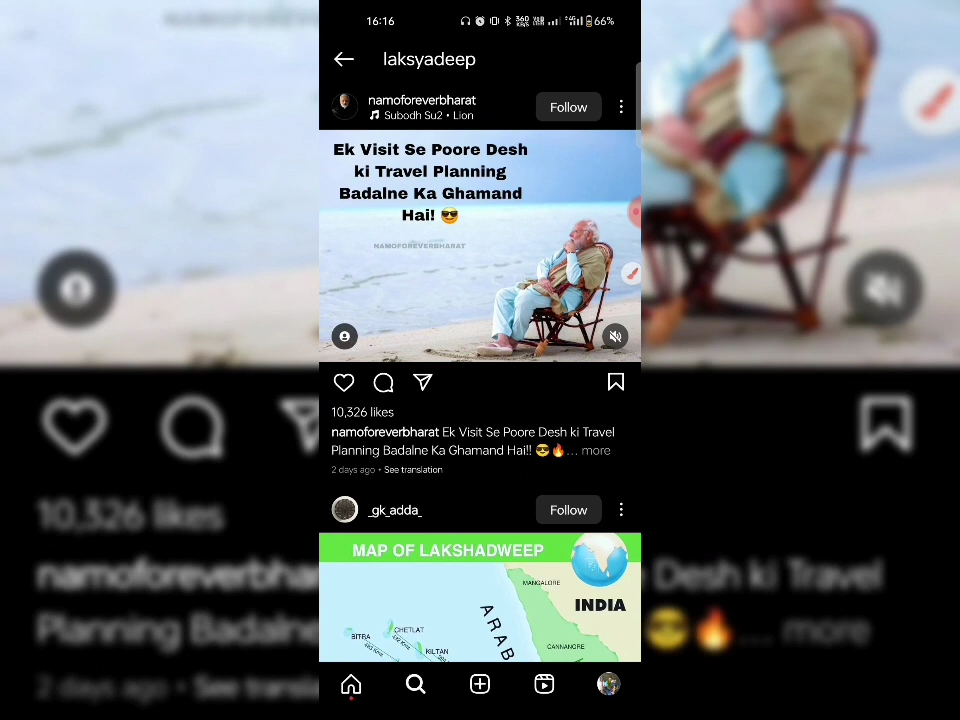 16:16
66%
laksyadeep
namoforeverbharat
Subodh Su2 • Lion
Follow
Ek Visit Se Poore Desh
ki Travel Planning
Badalne Ka Ghamand
Hai! 😎
NAMOFOREVERBHARAT
10,326 likes
namoforeverbharat Ek Visit Se Poore Desh ki Travel
Planning Badalne Ka Ghamand Hai!! 😎🔥... more
2 days ago • See translation
_gk_adda_
Follow
MAP OF LAKSHADWEEP
MANGALORE
INDIA
ARAB
BITRA
CHETLAT
KILTAN
CANNANORE